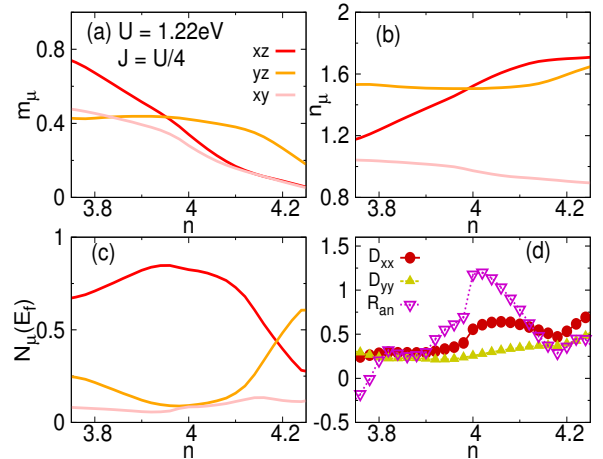 (a) U = 1.22eV
J = U/4
xz
yz
xy
m_μ
0.8
0.4
0
3.8 4 4.2
n
(b)
n_μ
2
1.6
1.2
0.8
3.8 4 4.2
n
(c)
N_μ(E_f)
1
0.5
0
3.8 4 4.2
n
(d)
D_xx
D_yy
R_an
1.5
1
0.5
0
-0.5
3.8 4 4.2
n